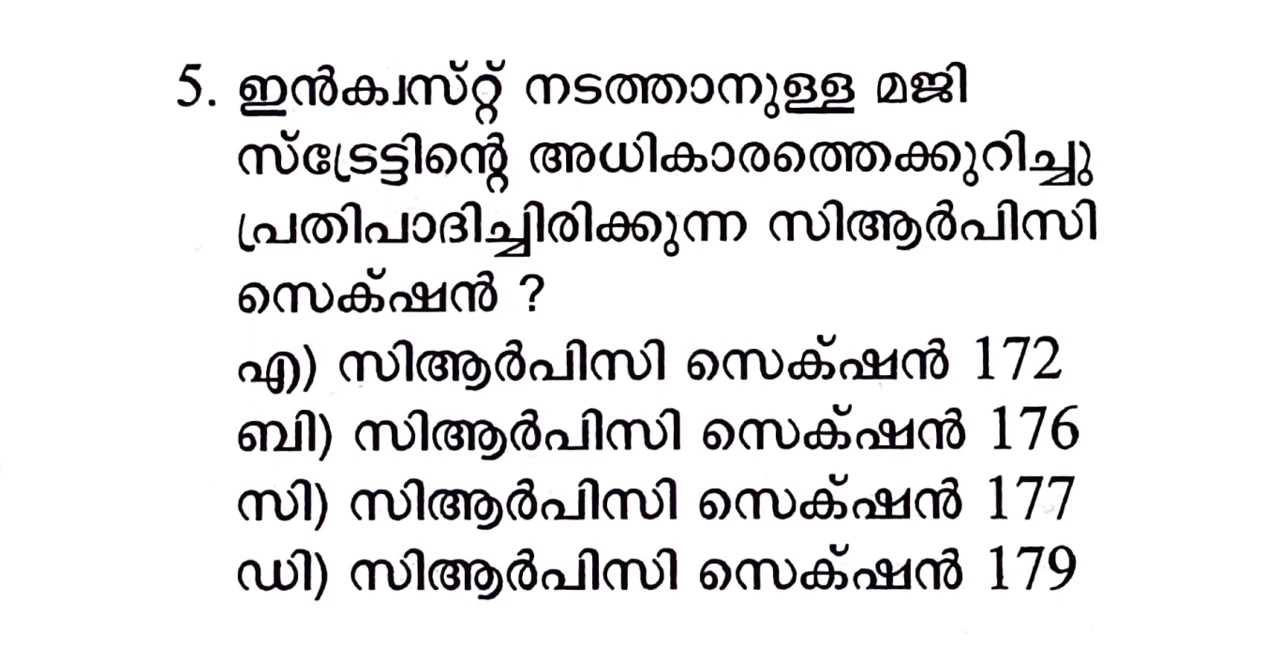 5. ഇൻക്വസ്റ്റ് നടത്താനുള്ള മജി
സ്ട്രേട്ടിന്റെ അധികാരത്തെക്കുറിച്ചു
പ്രതിപാദിച്ചിരിക്കുന്ന സിആർപിസി
സെക്ഷൻ ?
എ) സിആർപിസി സെക്ഷൻ 172
ബി) സിആർപിസി സെക്ഷൻ 176
സി) സിആർപിസി സെക്ഷൻ 177
ഡി) സിആർപിസി സെക്ഷൻ 179